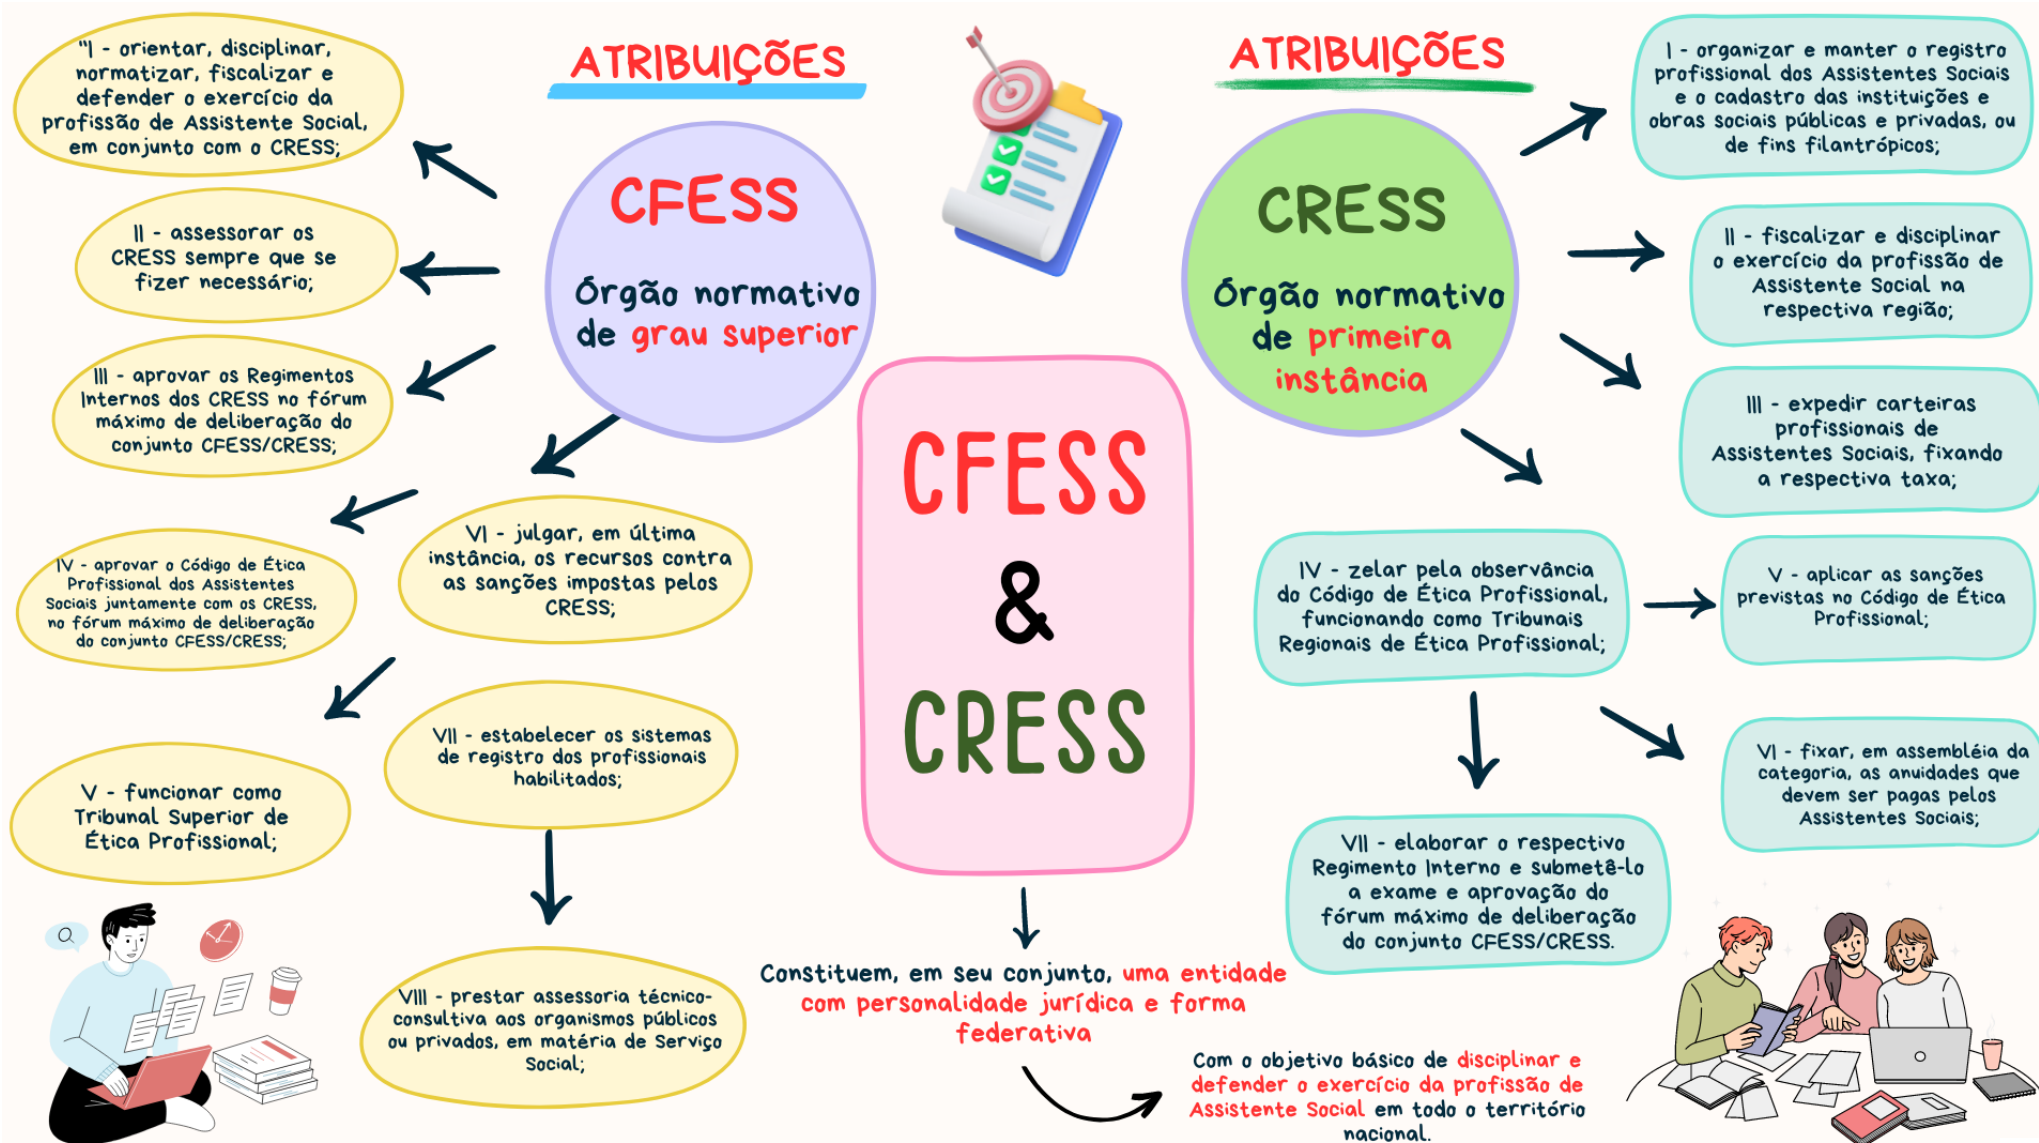 ATRIBUIÇÕES
CFESS
Órgão normativo
de grau superior
"I - orientar, disciplinar,
normatizar, fiscalizar e
defender o exercício da
profissão de Assistente Social,
em conjunto com o CRESS;
II - assessorar os
CRESS sempre que se
fizer necessário;
III - aprovar os Regimentos
Internos dos CRESS no fórum
máximo de deliberação do
conjunto CFESS/CRESS;
IV - aprovar o Código de Ética
Profissional dos Assistentes
Sociais juntamente com os CRESS,
no fórum máximo de deliberação
do conjunto CFESS/CRESS;
V - funcionar como
Tribunal Superior de
Ética Profissional;
VI - julgar, em última
instância, os recursos contra
as sanções impostas pelos
CRESS;
VII - estabelecer os sistemas
de registro dos profissionais
habilitados;
VIII - prestar assessoria técnico-
consultiva aos organismos públicos
ou privados, em matéria de Serviço
Social;
CFESS
&
CRESS
Constituem, em seu conjunto, uma entidade
com personalidade jurídica e forma
federativa
Com o objetivo básico de disciplinar e
defender o exercício da profissão de
Assistente Social em todo o território
nacional.
ATRIBUIÇÕES
CRESS
Órgão normativo
de primeira
instância
I - organizar e manter o registro
profissional dos Assistentes Sociais
e o cadastro das instituições e
obras sociais públicas e privadas, ou
de fins filantrópicos;
II - fiscalizar e disciplinar
o exercício da profissão de
Assistente Social na
respectiva região;
III - expedir carteiras
profissionais de
Assistentes Sociais, fixando
a respectiva taxa;
IV - zelar pela observância
do Código de Ética Profissional,
funcionando como Tribunais
Regionais de Ética Profissional;
V - aplicar as sanções
previstas no Código de Ética
Profissional;
VI - fixar, em assembléia da
categoria, as anuidades que
devem ser pagas pelos
Assistentes Sociais;
VII - elaborar o respectivo
Regimento Interno e submetê-lo
a exame e aprovação do
fórum máximo de deliberação
do conjunto CFESS/CRESS.